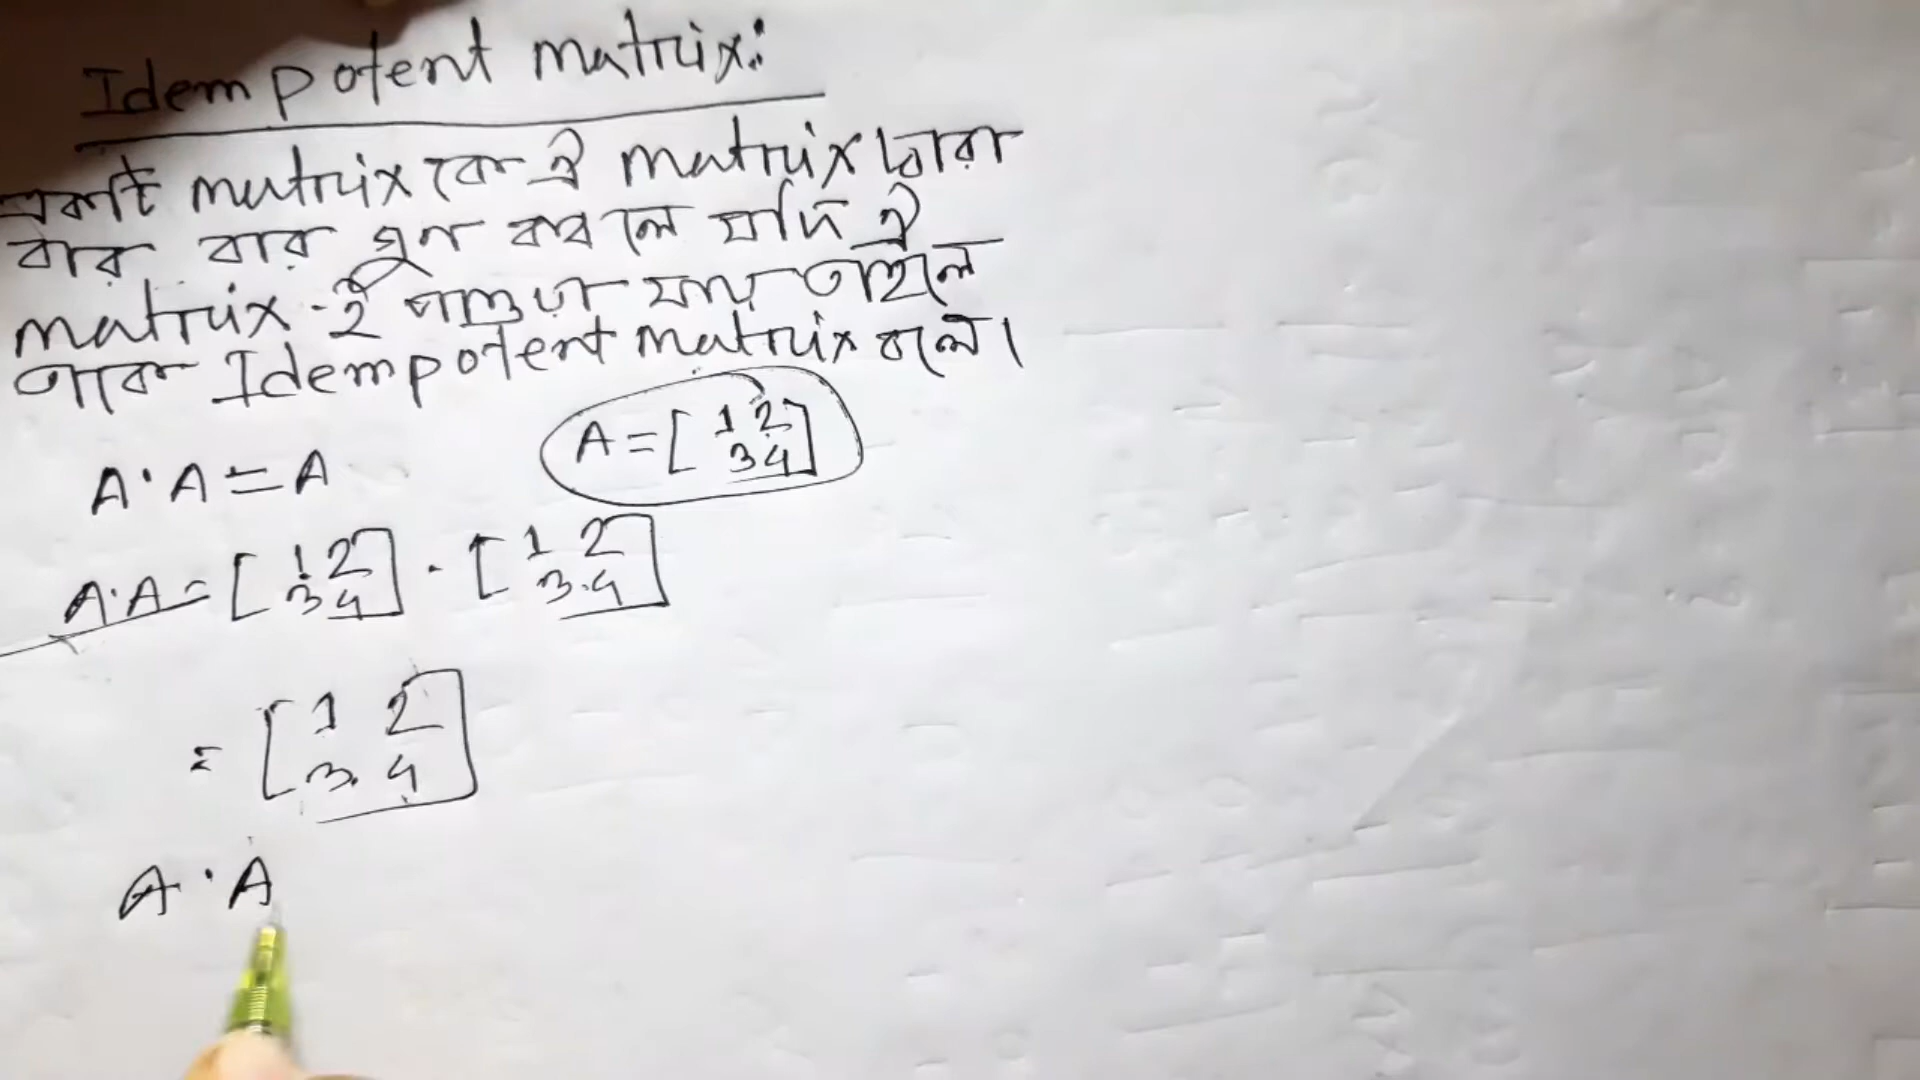 Idempotent matrix:
একটি matrix কে ঐ matrix দ্বারা
বার বার গুণ করলে যদি ঐ
matrix-ই পাওয়া যায় তাহলে
তাকে Idempotent matrix বলে।
A = [ 1 2
3 4 ]
A·A = A
A·A = [ 1 2 ] · [ 1 2 ]
3 4 3·4
= [ 1 2
3. 4 ]
A·A